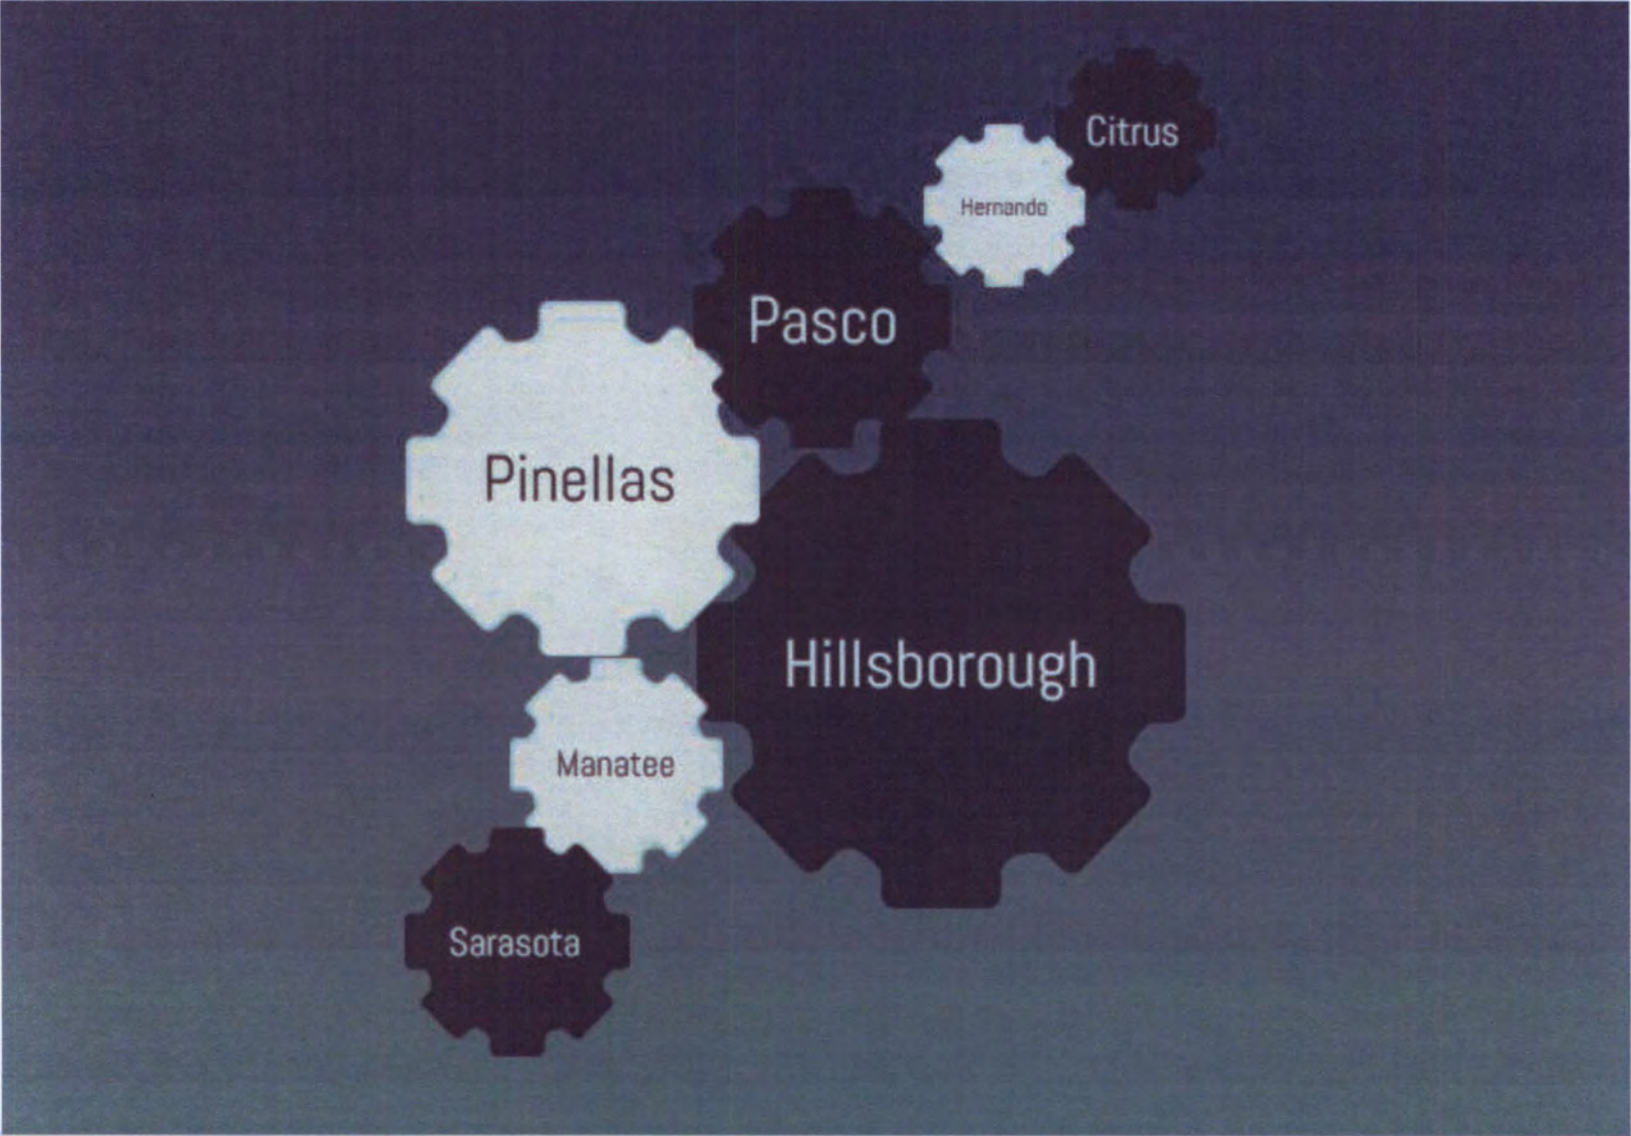 Citrus
Hernando
Pasco
Pinellas
Hillsborough
Manatee
Sarasota